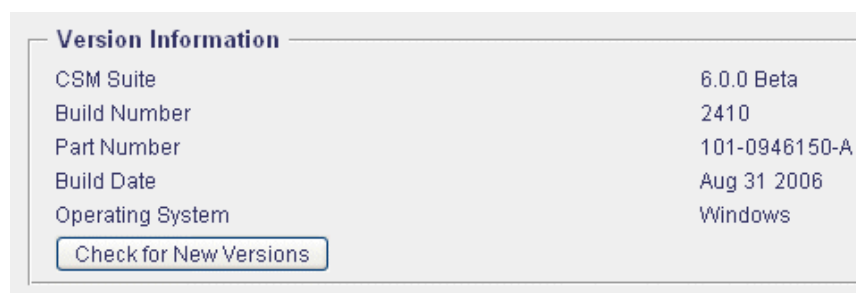 Version Information
CSM Suite 6.0.0 Beta
Build Number 2410
Part Number 101-0946150-A
Build Date Aug 31 2006
Operating System Windows
Check for New Versions